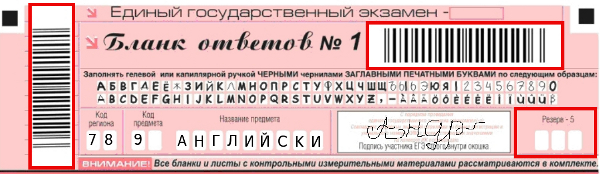 Единый государственный экзамен -
Бланк ответов № 1
Заполнять гелевой или капиллярной ручкой ЧЕРНЫМИ чернилами ЗАГЛАВНЫМИ ПЕЧАТНЫМИ БУКВАМИ по следующим образцам:
АБВГДЕЁЖЗИЙКЛМНОПРСТУФХЦЧШЩЪЫЬЭЮЯ1234567890
Код региона
Код предмета
Название предмета
Резерв - 5
78 9 АНГЛИЙСКИ
Подпись участника ЕГЭ строго внутри окошка
ВНИМАНИЕ! Все бланки и листы с контрольными измерительными материалами рассматриваются в комплекте.